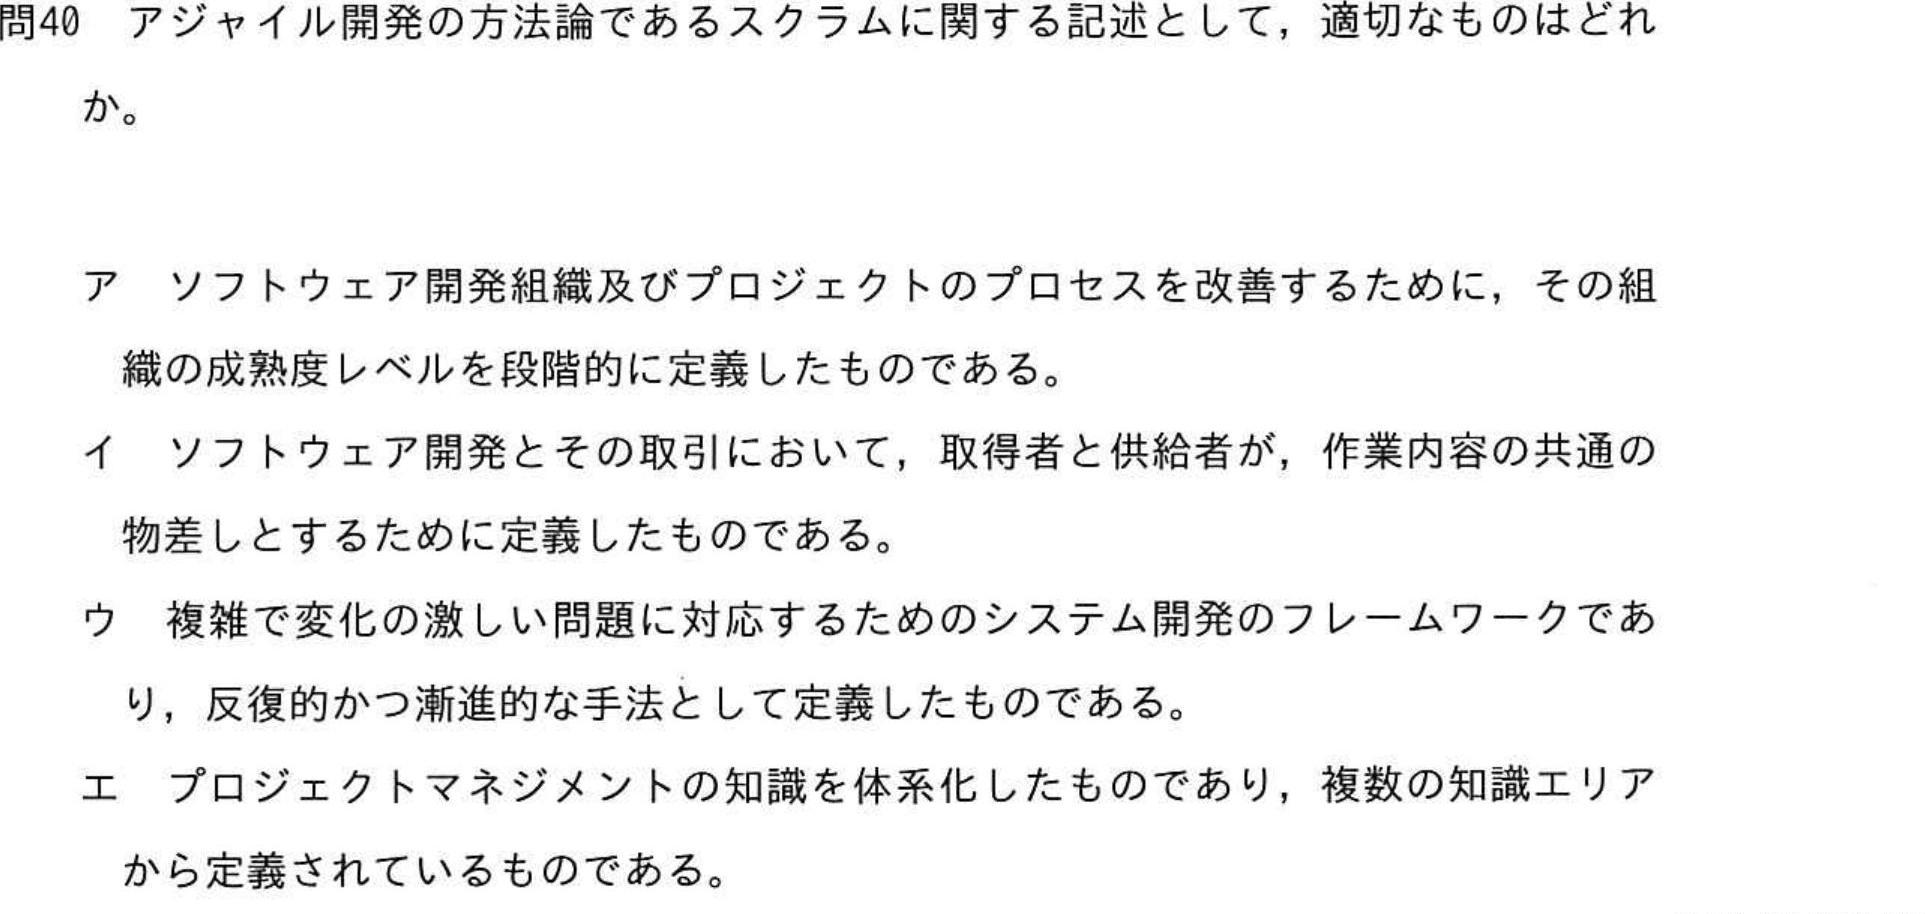 問40 アジャイル開発の方法論であるスクラムに関する記述として，適切なものはどれ
か。
ア ソフトウェア開発組織及びプロジェクトのプロセスを改善するために，その組
織の成熟度レベルを段階的に定義したものである。
イ ソフトウェア開発とその取引において，取得者と供給者が，作業内容の共通の
物差しとするために定義したものである。
ウ 複雑で変化の激しい問題に対応するためのシステム開発のフレームワークであ
り，反復的かつ漸進的な手法として定義したものである。
エ プロジェクトマネジメントの知識を体系化したものであり，複数の知識エリア
から定義されているものである。